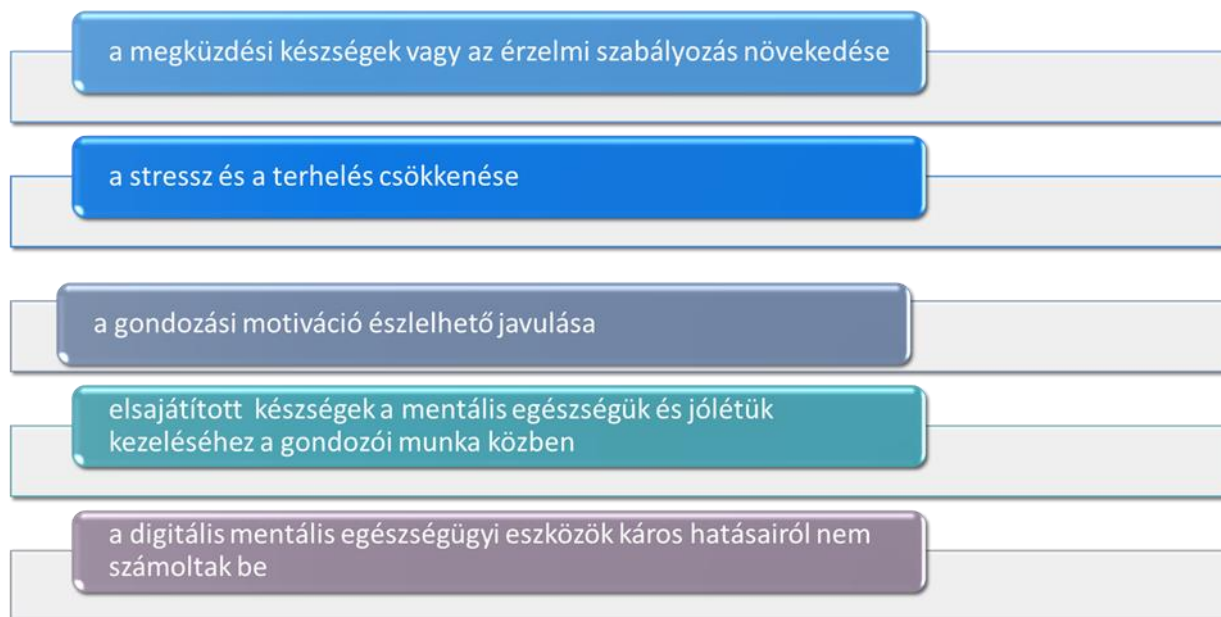 a megküzdési készségek vagy az érzelmi szabályozás növekedése
a stressz és a terhelés csökkenése
a gondozási motiváció észlelhető javulása
elsajátított készségek a mentális egészségük és jólétük
kezeléséhez a gondozói munka közben
a digitális mentális egészségügyi eszközök káros hatásairól nem
számoltak be